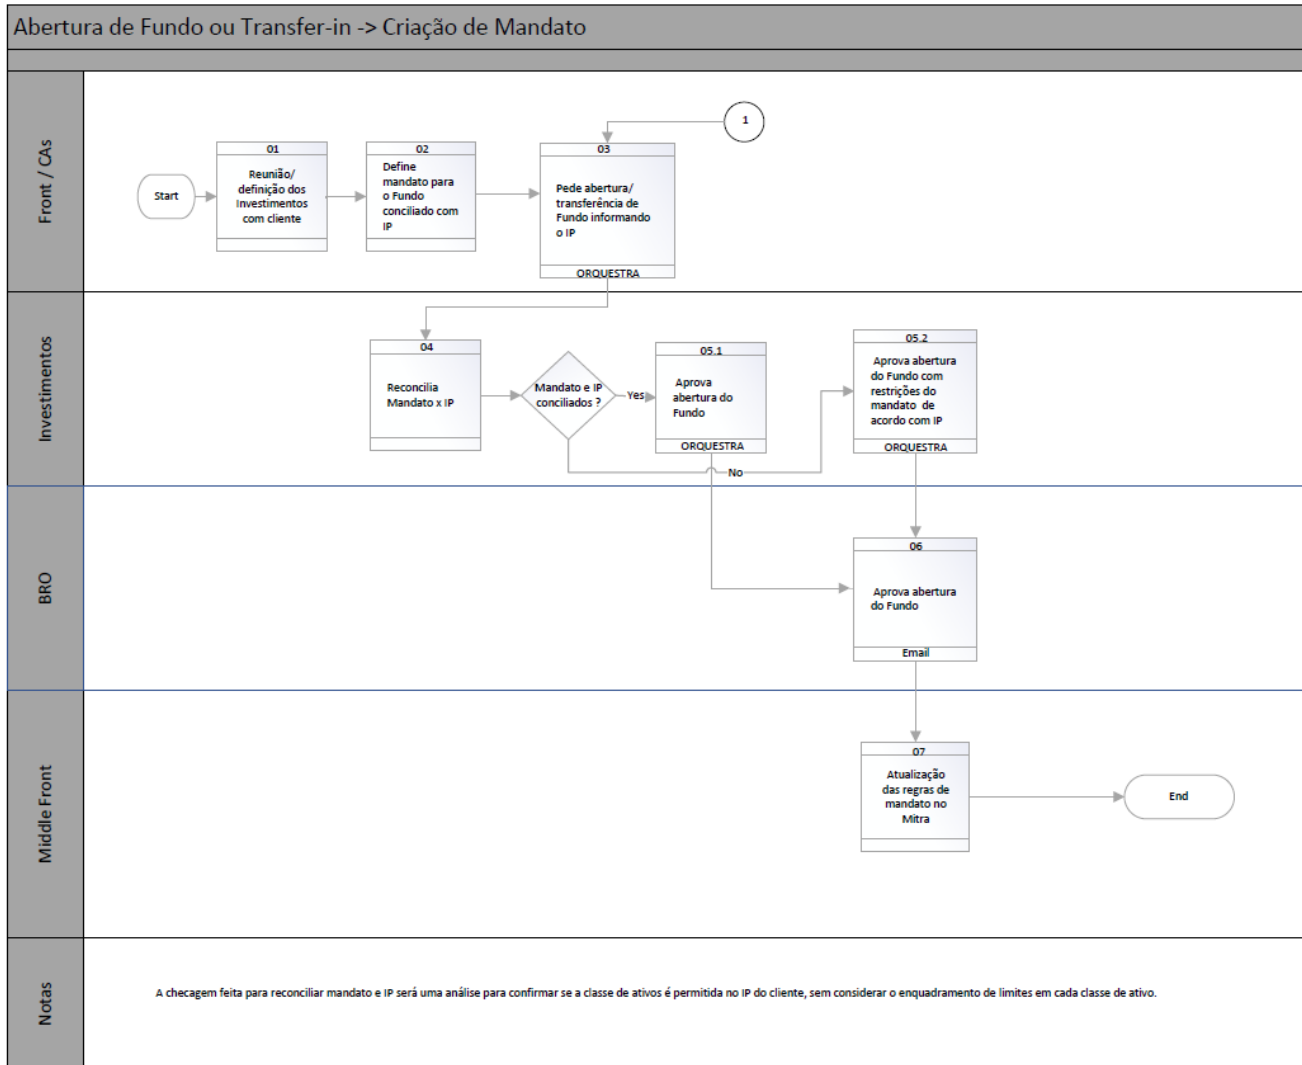 Abertura de Fundo ou Transfer-in -> Criação de Mandato
Front / CAs
Start
01
Reunião/
definição dos
Investimentos
com cliente
02
Define
mandato para
o Fundo
conciliado com
IP
03
Pede abertura/
transferência de
Fundo informando
o IP
ORQUESTRA
1
Investimentos
04
Reconcilia
Mandato x IP
Mandato e IP
conciliados ?
Yes
No
05.1
Aprova
abertura do
Fundo
ORQUESTRA
05.2
Aprova abertura
do Fundo com
restrições do
mandato de
acordo com IP
ORQUESTRA
BRO
06
Aprova abertura
do Fundo
Email
Middle Front
07
Atualização
das regras de
mandato no
Mitra
End
Notas
A checagem feita para reconciliar mandato e IP será uma análise para confirmar se a classe de ativos é permitida no IP do cliente, sem considerar o enquadramento de limites em cada classe de ativo.